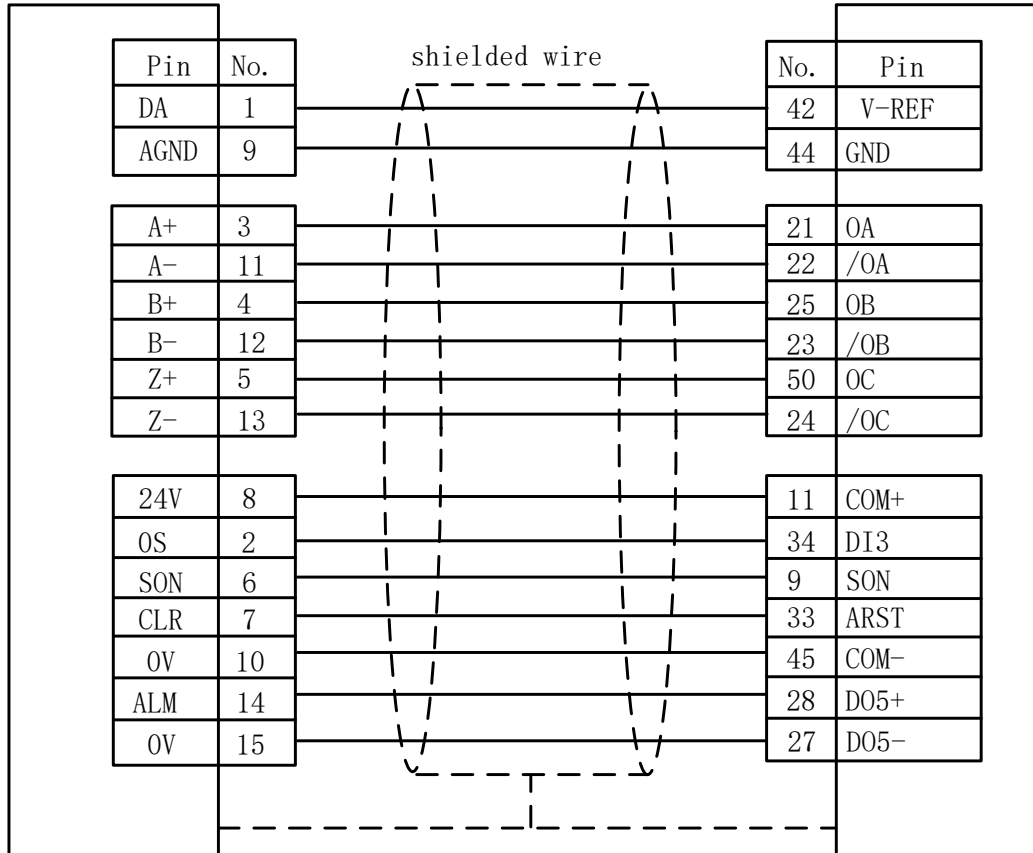 shielded wire
Pin No. No. Pin
DA 1 42 V-REF
AGND 9 44 GND
A+ 3 21 OA
A- 11 22 /OA
B+ 4 25 OB
B- 12 23 /OB
Z+ 5 50 OC
Z- 13 24 /OC
24V 8 11 COM+
OS 2 34 DI3
SON 6 9 SON
CLR 7 33 ARST
0V 10 45 COM-
ALM 14 28 DO5+
0V 15 27 DO5-